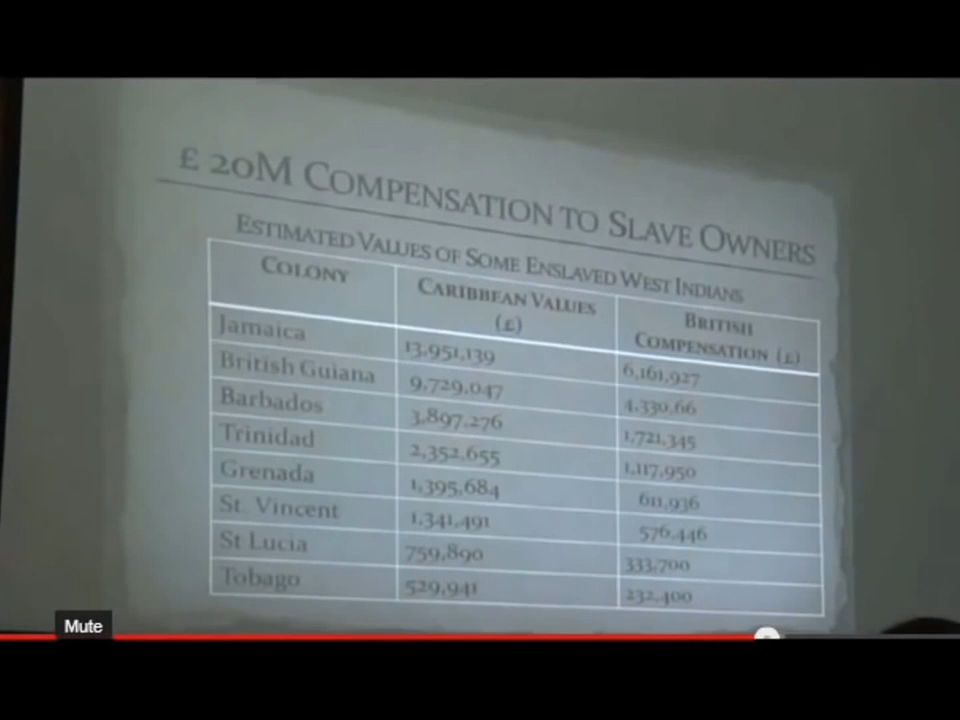 £ 20M COMPENSATION TO SLAVE OWNERS
ESTIMATED VALUES OF SOME ENSLAVED WEST INDIANS
COLONY CARIBBEAN VALUES (£) BRITISH COMPENSATION (£)
Jamaica 13,951,139 6,161,927
British Guiana 9,729,047 4,330,66
Barbados 3,897,276 1,721,345
Trinidad 2,352,655 1,117,950
Grenada 1,395,684 611,936
St. Vincent 1,341,491 576,446
St Lucia 759,890 333,700
Tobago 529,941 232,400
Mute